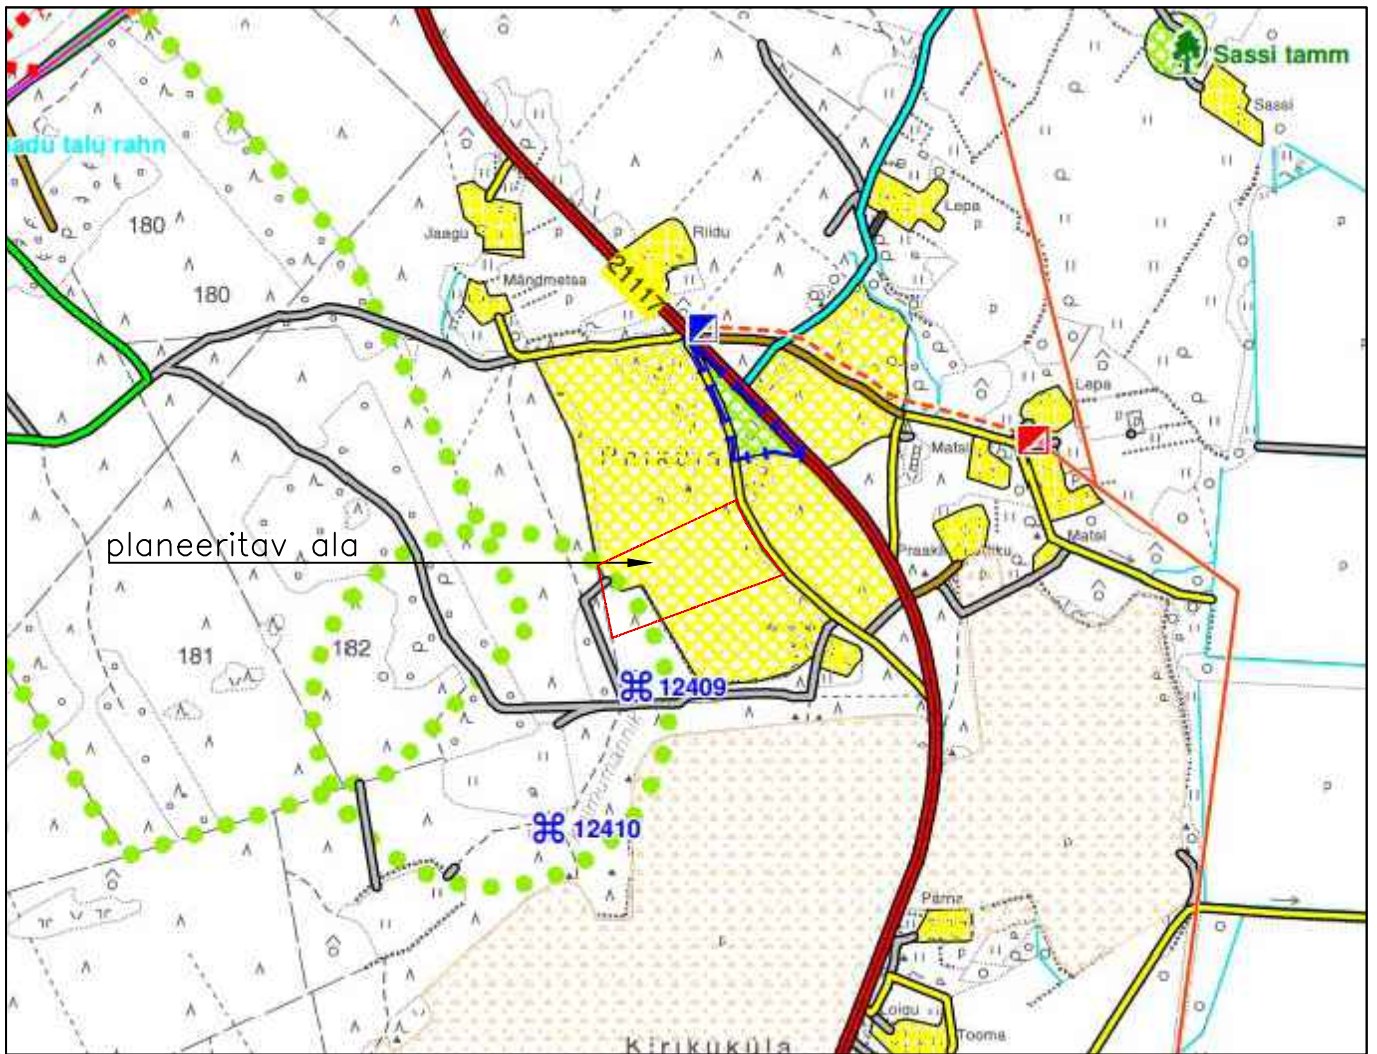 Sassi tamm
Sassi
adu talu rahn
180
Lepa
Jaagu
Riidu
21117
Mändmetsa
180
Lepa
Matsi
planeeritav ala
Matsi
181
182
12409
12410
Pärna
Loidu
Tooma
Kirikuküla